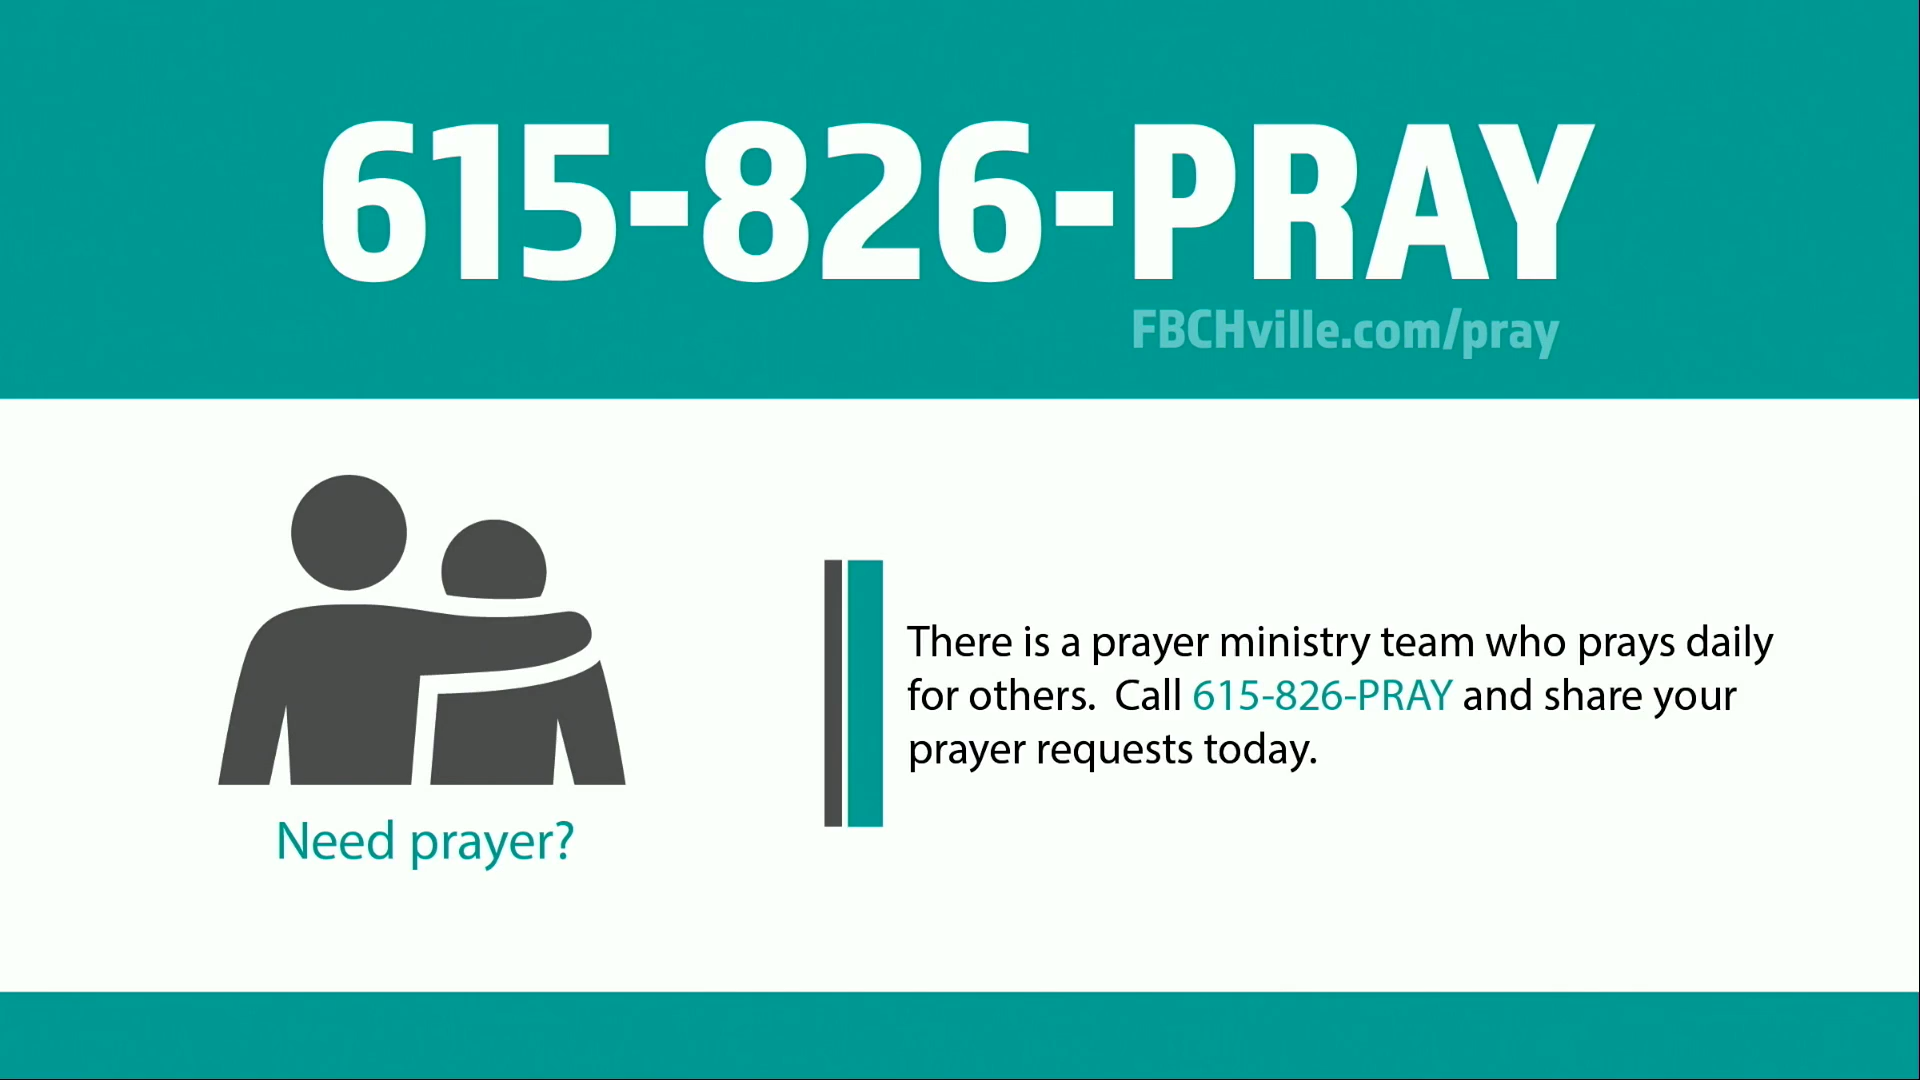 615-826-PRAY
FBCHville.com/pray
There is a prayer ministry team who prays daily
for others.  Call 615-826-PRAY and share your
prayer requests today.
Need prayer?